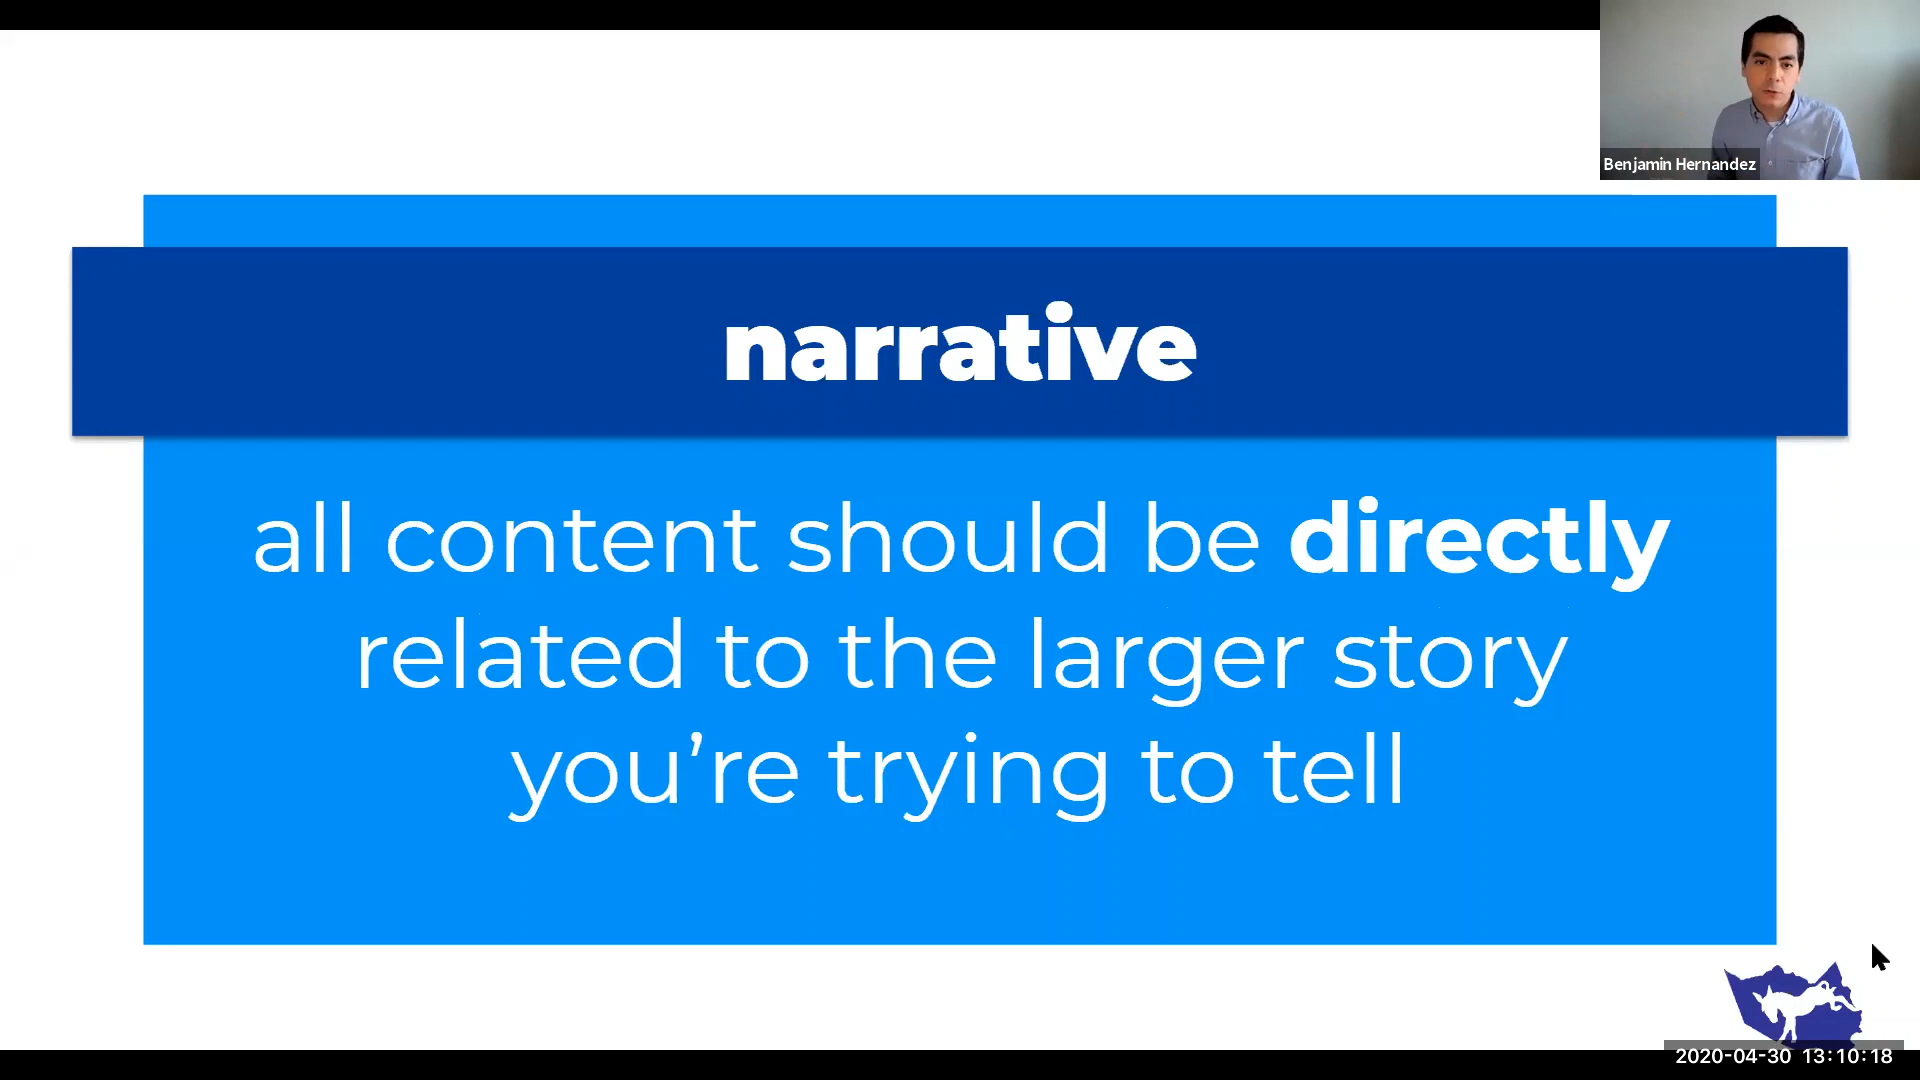 Benjamin Hernandez
narrative
all content should be directly
related to the larger story
you’re trying to tell
2020-04-30 13:10:18